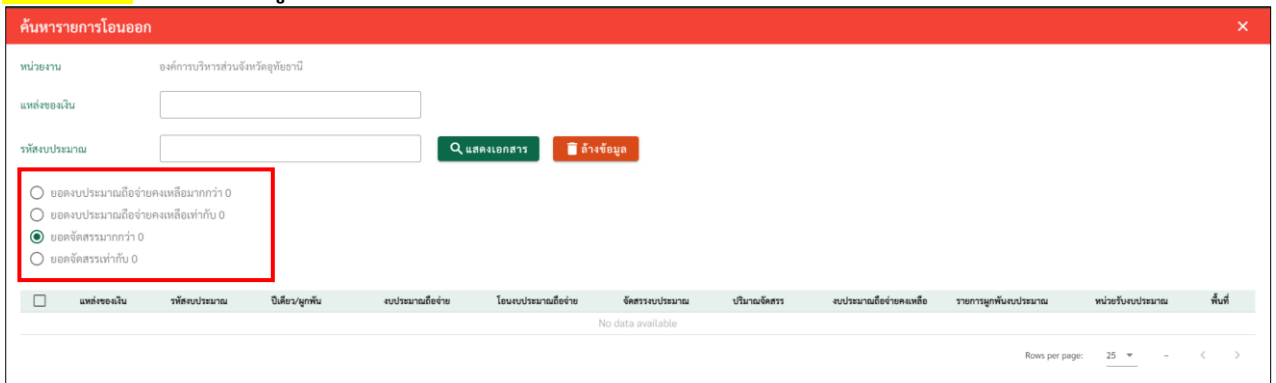 ค้นหารายการโอนออก ×
หน่วยงาน องค์การบริหารส่วนจังหวัดอุทัยธานี
แหล่งของเงิน
รหัสงบประมาณ แสดงเอกสาร ล้างข้อมูล
ยอดงบประมาณถือจ่ายคงเหลือมากกว่า 0
ยอดงบประมาณถือจ่ายคงเหลือเท่ากับ 0
ยอดจัดสรรมากกว่า 0
ยอดจัดสรรเท่ากับ 0
แหล่งของเงิน รหัสงบประมาณ ปีเดียว/ผูกพัน งบประมาณถือจ่าย โอนงบประมาณถือจ่าย จัดสรรงบประมาณ ปริมาณจัดสรร งบประมาณถือจ่ายคงเหลือ รายการผูกพันงบประมาณ หน่วยรับงบประมาณ พื้นที่
No data available
Rows per page: 25 –